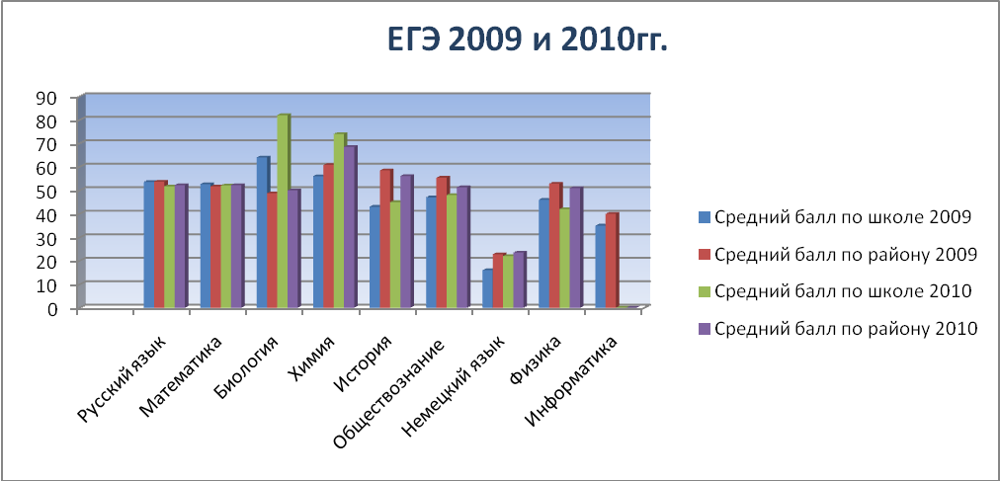 ЕГЭ 2009 и 2010гг.
90
80
70
60
50
40
30
20
10
0
Русский язык
Математика
Биология
Химия
История
Обществознание
Немецкий язык
Физика
Информатика
Средний балл по школе 2009
Средний балл по району 2009
Средний балл по школе 2010
Средний балл по району 2010